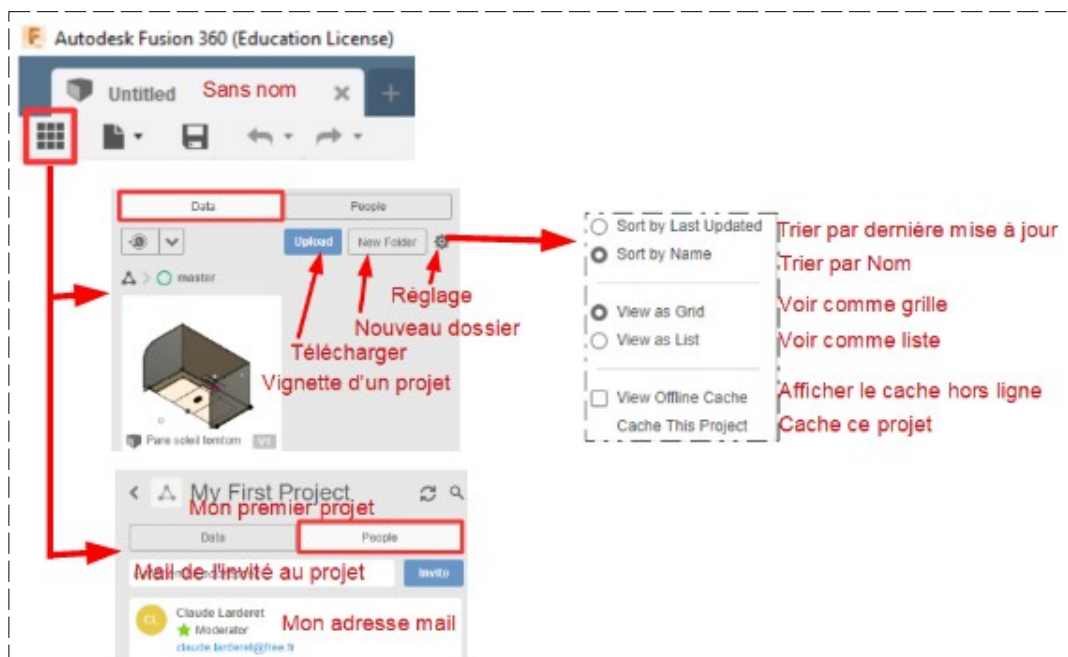 Autodesk Fusion 360 (Education License)
Untitled Sans nom
Data People
Upload New Folder
master
Réglage
Nouveau dossier
Télécharger
Vignette d'un projet
Pare soleil tomtom V1
Sort by Last Updated Trier par dernière mise à jour
Sort by Name Trier par Nom
View as Grid Voir comme grille
View as List Voir comme liste
View Offline Cache Afficher le cache hors ligne
Cache This Project Cache ce projet
My First Project
Mon premier projet
Data People
Mail de l'invité au projet Invite
CL Claude Larderet
Mon adresse mail
Moderator
claude.larderet@free.fr